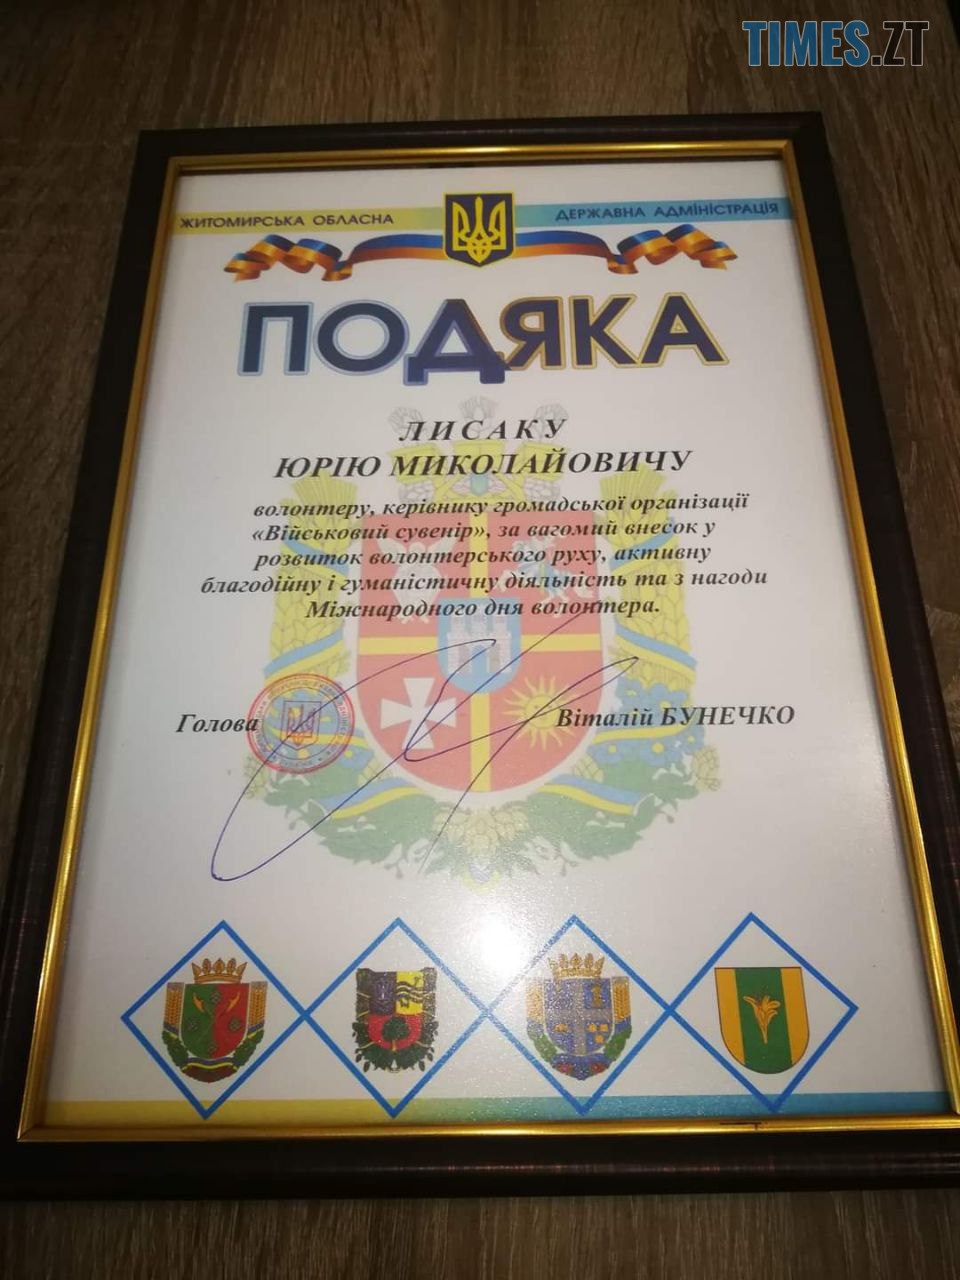 TIMES.ZT
ЖИТОМИРСЬКА ОБЛАСНА ДЕРЖАВНА АДМІНІСТРАЦІЯ
ПОДЯКА
ЛИСАКУ
ЮРІЮ МИКОЛАЙОВИЧУ
волонтеру, керівнику громадської організації
«Військовий сувенір», за вагомий внесок у
розвиток волонтерського руху, активну
благодійну і гуманістичну діяльність та з нагоди
Міжнародного дня волонтера.
Голова Віталій БУНЕЧКО